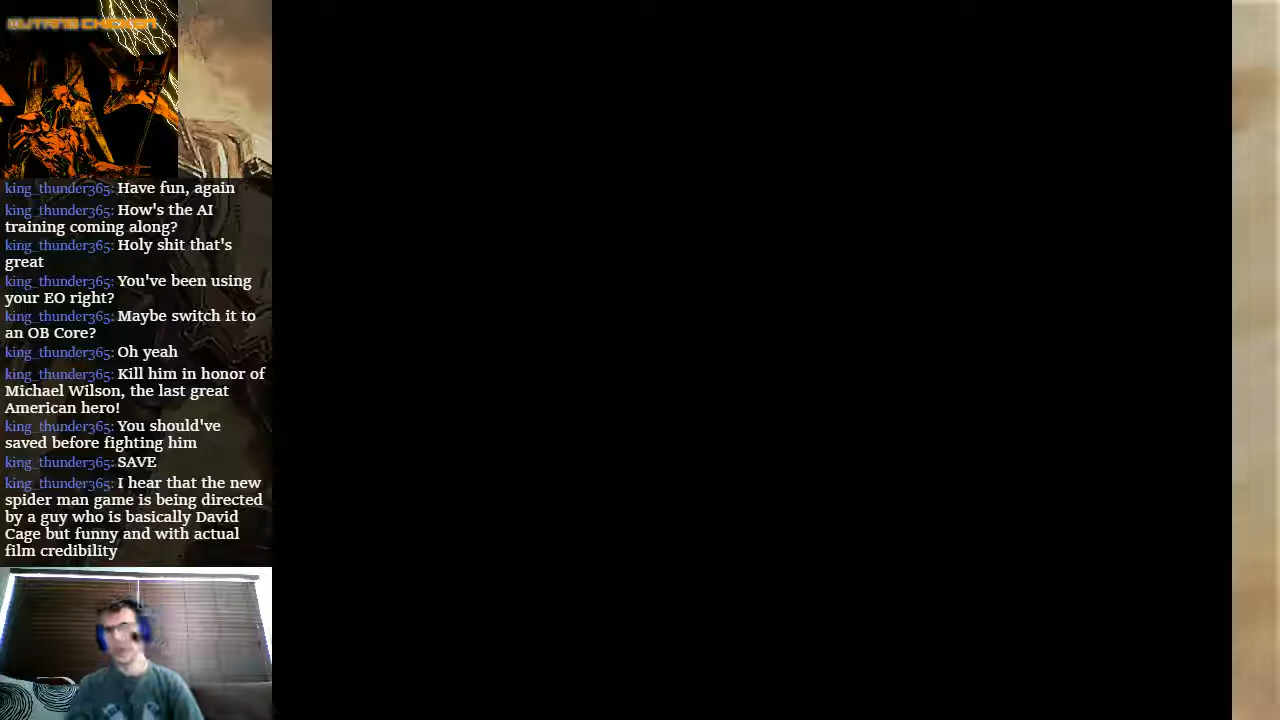 WUTANG CHICKEN
king_thunder365: Have fun, again
king_thunder365: How's the AI
training coming along?
king_thunder365: Holy shit that's
great
king_thunder365: You've been using
your EO right?
king_thunder365: Maybe switch it to
an OB Core?
king_thunder365: Oh yeah
king_thunder365: Kill him in honor of
Michael Wilson, the last great
American hero!
king_thunder365: You should've
saved before fighting him
king_thunder365: SAVE
king_thunder365: I hear that the new
spider man game is being directed
by a guy who is basically David
Cage but funny and with actual
film credibility